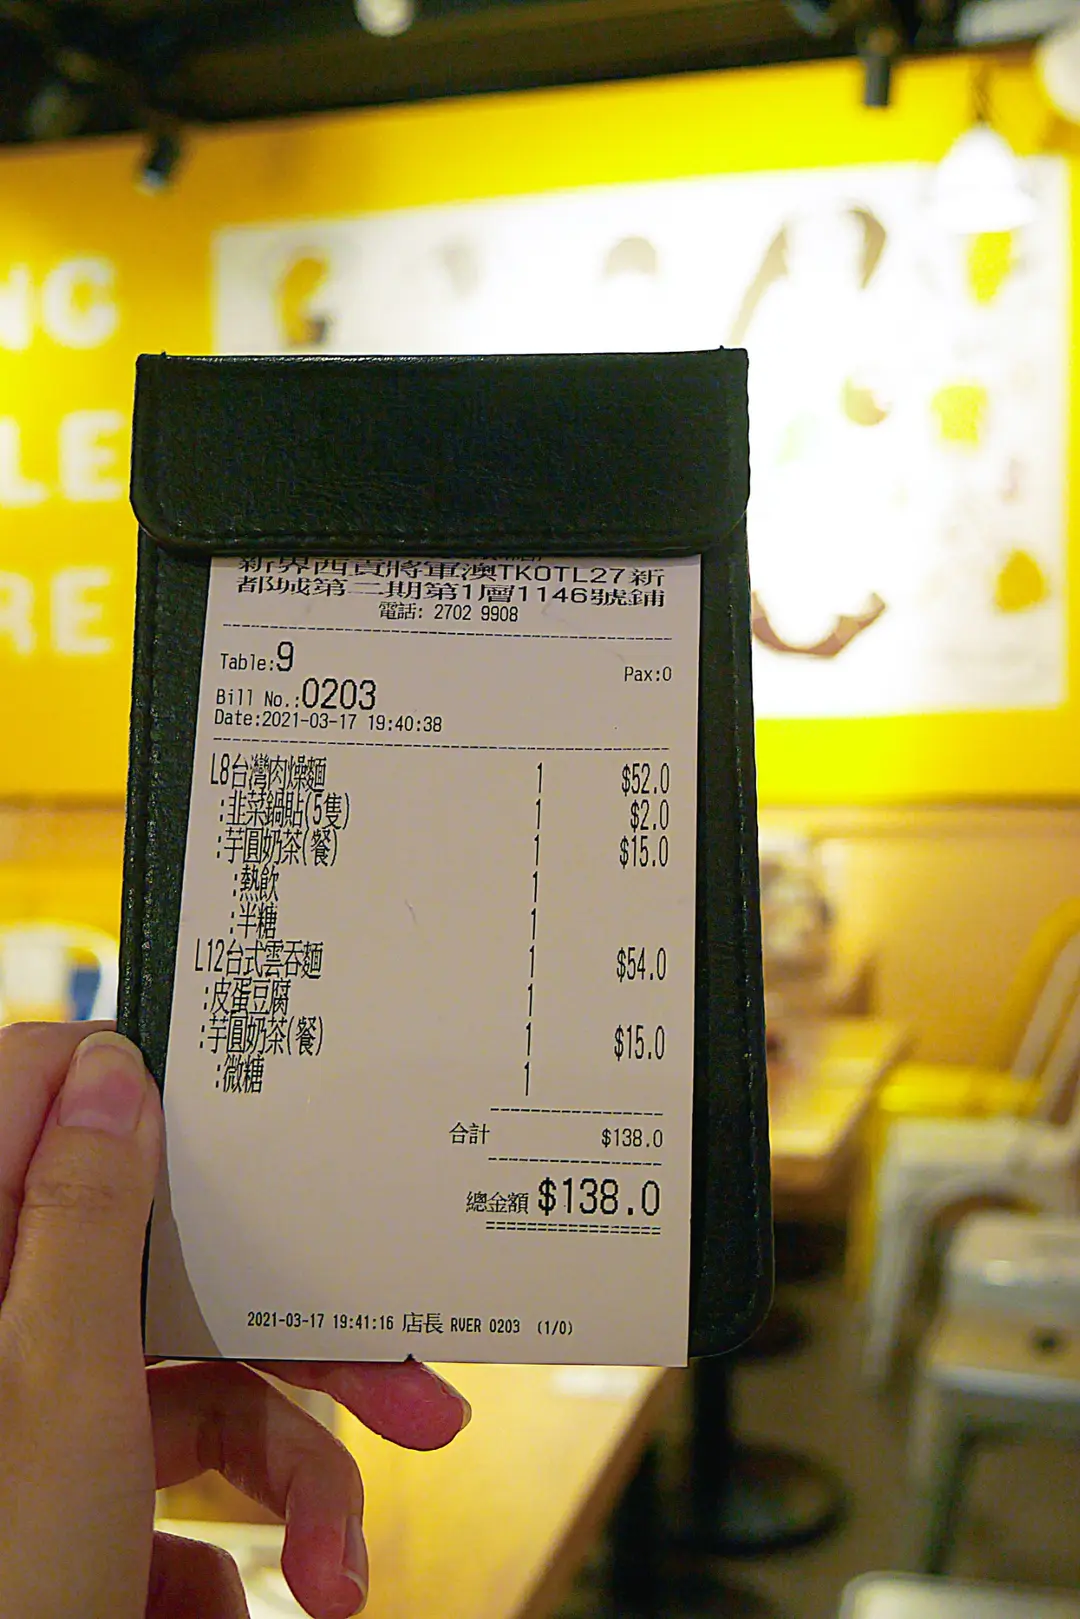 NG
LE
RE
新界西貢將軍澳TKOTL27新
都城第二期第1層1146號鋪
電話: 2702 9908
Table:9 Pax:0
Bill No.:0203
Date:2021-03-17 19:40:38
L8台灣肉燥麵 1 $52.0
:韭菜鍋貼(5隻) 1 $2.0
:芋圓奶茶(餐) 1 $15.0
:熱飲 1
:半糖 1
L12台式雲吞麵 1 $54.0
:皮蛋豆腐 1
:芋圓奶茶(餐) 1 $15.0
:微糖 1
合計 $138.0
總金額 $138.0
2021-03-17 19:41:16 店長 RVER 0203 (1/0)